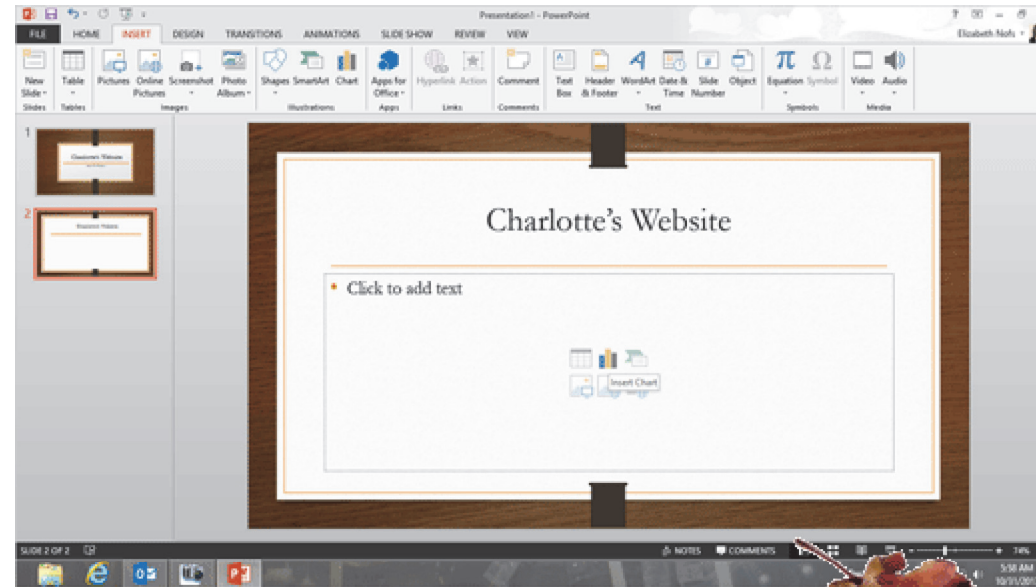 Presentation1 - PowerPoint
Elizabeth Nofs
FILE HOME INSERT DESIGN TRANSITIONS ANIMATIONS SLIDE SHOW REVIEW VIEW
New Table Pictures Online Screenshot Photo Shapes SmartArt Chart Apps for Hyperlink Action Comment Text Header WordArt Date & Slide Object Equation Symbol Video Audio
Slide Pictures Album Office Box & Footer Time Number
Slides Tables Images Illustrations Apps Links Comments Text Symbols Media
1
2
Charlotte's Website
• Click to add text
Insert Chart
SLIDE 2 OF 2 NOTES COMMENTS 74%
5:58 AM